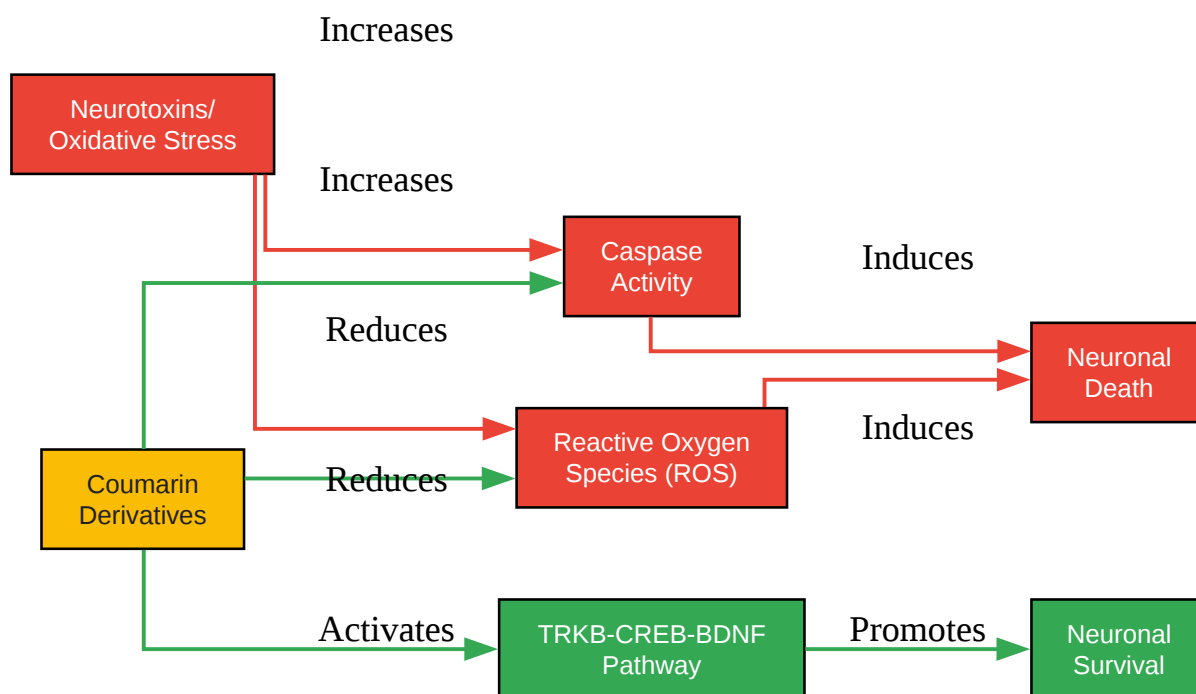 Increases
Neurotoxins/
Oxidative Stress
Increases
Caspase
Activity
Induces
Reduces
Neuronal
Death
Induces
Reactive Oxygen
Species (ROS)
Reduces
Coumarin
Derivatives
Activates
TRKB-CREB-BDNF
Pathway
Promotes
Neuronal
Survival